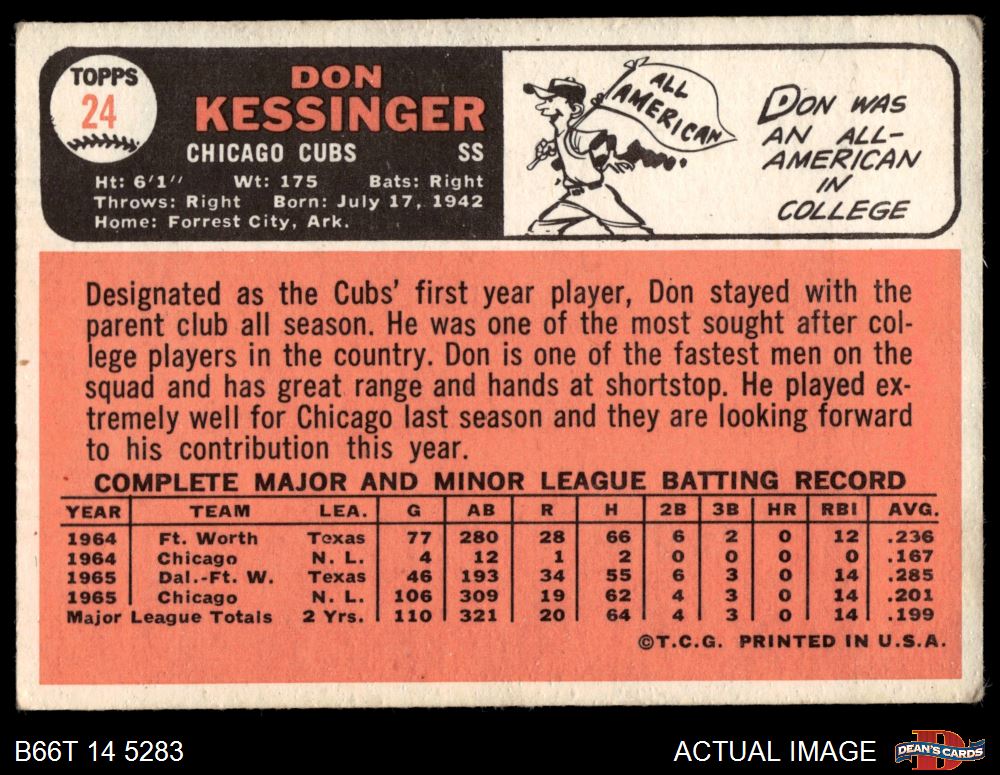 TOPPS
24
DON
KESSINGER
CHICAGO CUBS SS
Ht: 6'1" Wt: 175 Bats: Right
Throws: Right Born: July 17, 1942
Home: Forrest City, Ark.
ALL
AMERICAN
DON WAS
AN ALL-
AMERICAN
IN
COLLEGE
Designated as the Cubs' first year player, Don stayed with the
parent club all season. He was one of the most sought after col-
lege players in the country. Don is one of the fastest men on the
squad and has great range and hands at shortstop. He played ex-
tremely well for Chicago last season and they are looking forward
to his contribution this year.
COMPLETE MAJOR AND MINOR LEAGUE BATTING RECORD
YEAR TEAM LEA. G AB R H 2B 3B HR RBI AVG.
1964 Ft. Worth Texas 77 280 28 66 6 2 0 12 .236
1964 Chicago N. L. 4 12 1 2 0 0 0 0 .167
1965 Dal.-Ft. W. Texas 46 193 34 55 6 3 0 14 .285
1965 Chicago N. L. 106 309 19 62 4 3 0 14 .201
Major League Totals 2 Yrs. 110 321 20 64 4 3 0 14 .199
©T.C.G. PRINTED IN U.S.A.
B66T 14 5283
ACTUAL IMAGE
DEAN'S CARDS